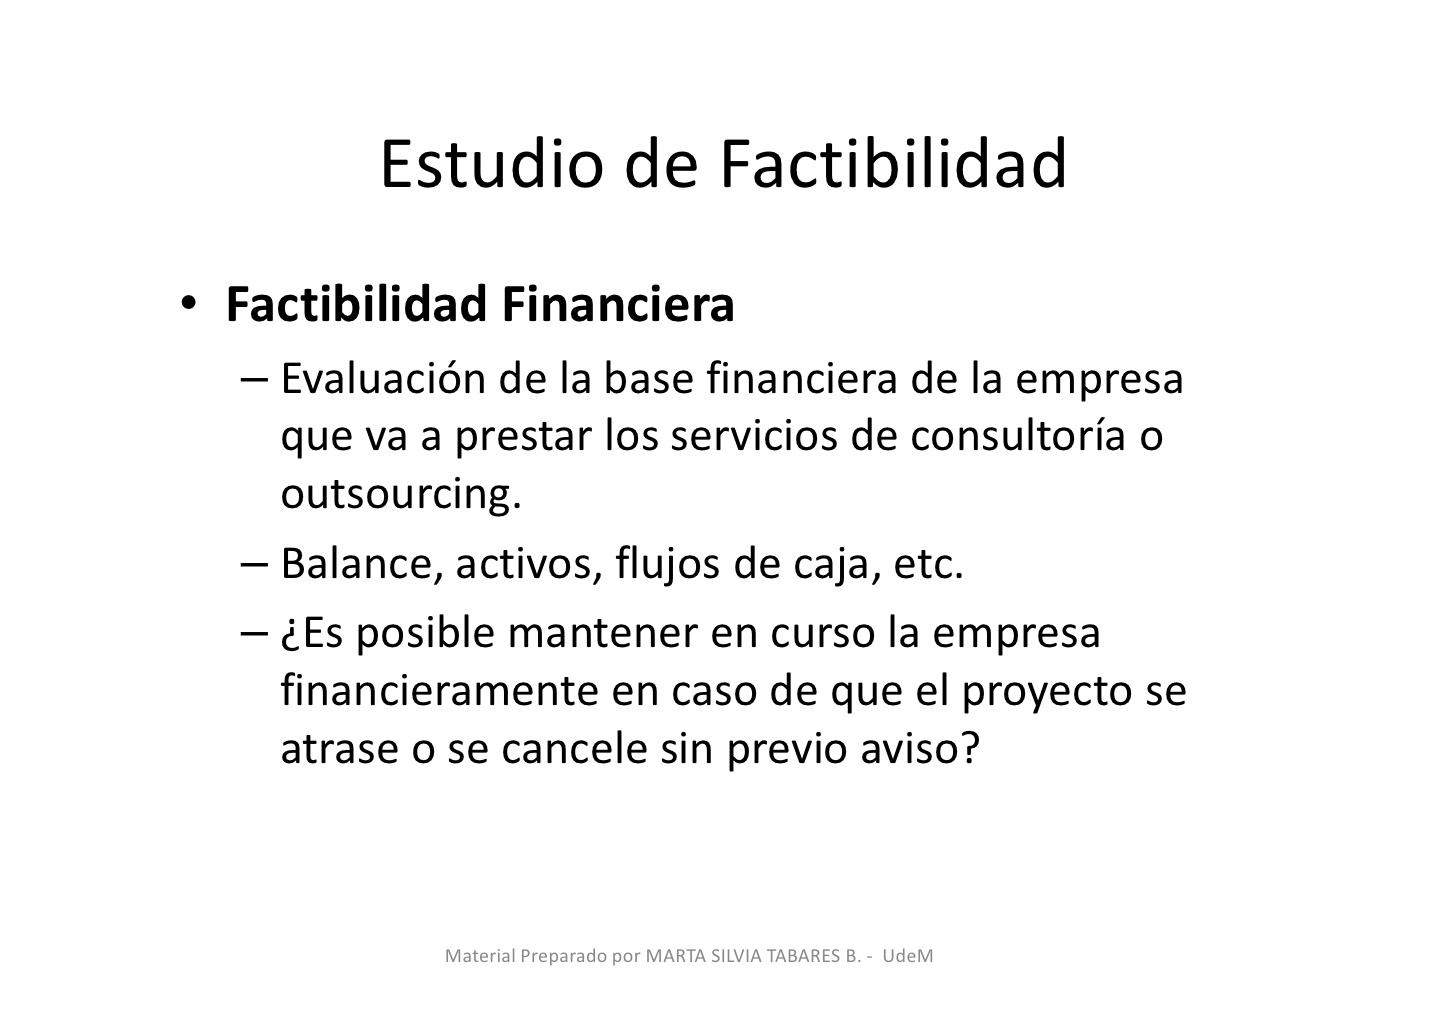 Estudio de Factibilidad
• Factibilidad Financiera
– Evaluación de la base financiera de la empresa
que va a prestar los servicios de consultoría o
outsourcing.
– Balance, activos, flujos de caja, etc.
– ¿Es posible mantener en curso la empresa
financieramente en caso de que el proyecto se
atrase o se cancele sin previo aviso?
Material Preparado por MARTA SILVIA TABARES B. - UdeM